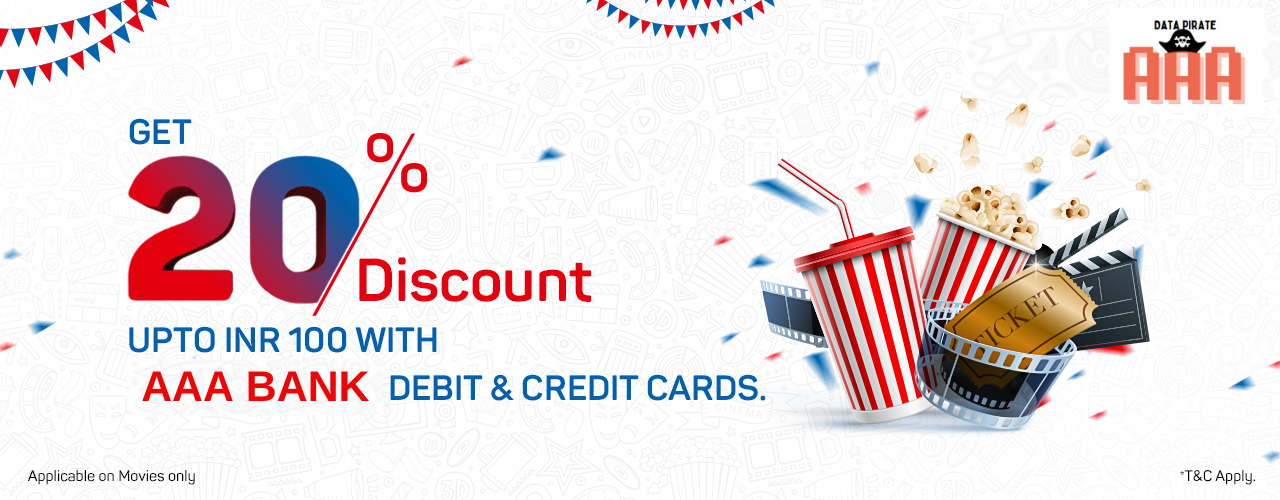 DATA PIRATE
AAA
GET
20%
Discount
UPTO INR 100 WITH
AAA BANK DEBIT & CREDIT CARDS.
TICKET
Applicable on Movies only
*T&C Apply.